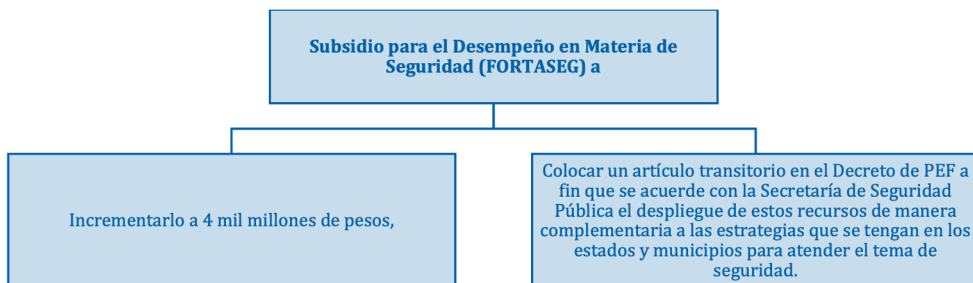 Subsidio para el Desempeño en Materia de
Seguridad (FORTASEG) a
Incrementarlo a 4 mil millones de pesos,
Colocar un artículo transitorio en el Decreto de PEF a
fin que se acuerde con la Secretaría de Seguridad
Pública el despliegue de estos recursos de manera
complementaria a las estrategias que se tengan en los
estados y municipios para atender el tema de
seguridad.